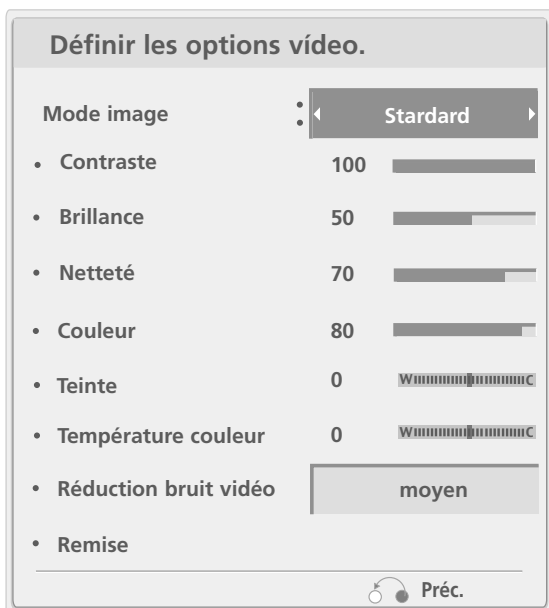 Définir les options vídeo.
Mode image : Stardard
• Contraste 100
• Brillance 50
• Netteté 70
• Couleur 80
• Teinte 0 W C
• Température couleur 0 W C
• Réduction bruit vidéo moyen
• Remise
Préc.